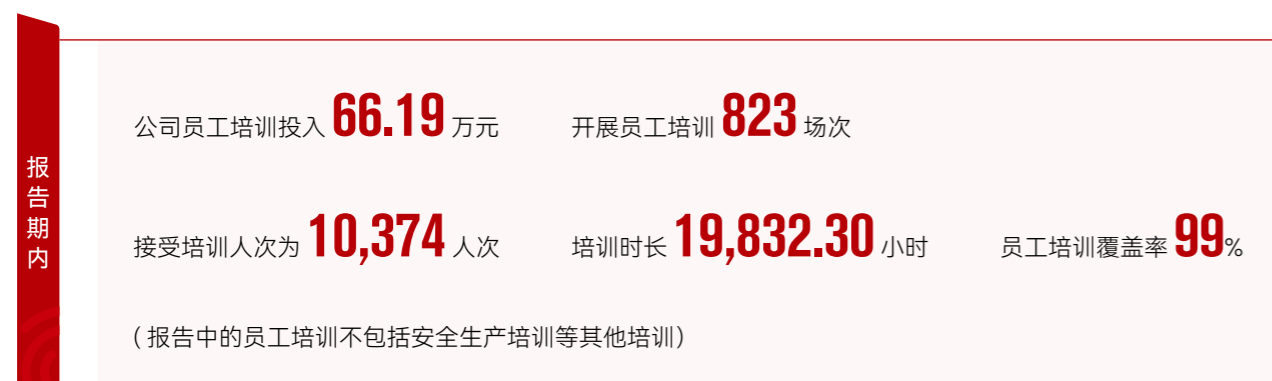 报告期内
公司员工培训投入 66.19 万元 开展员工培训 823 场次
接受培训人次为 10,374 人次 培训时长 19,832.30 小时 员工培训覆盖率 99%
(报告中的员工培训不包括安全生产培训等其他培训)